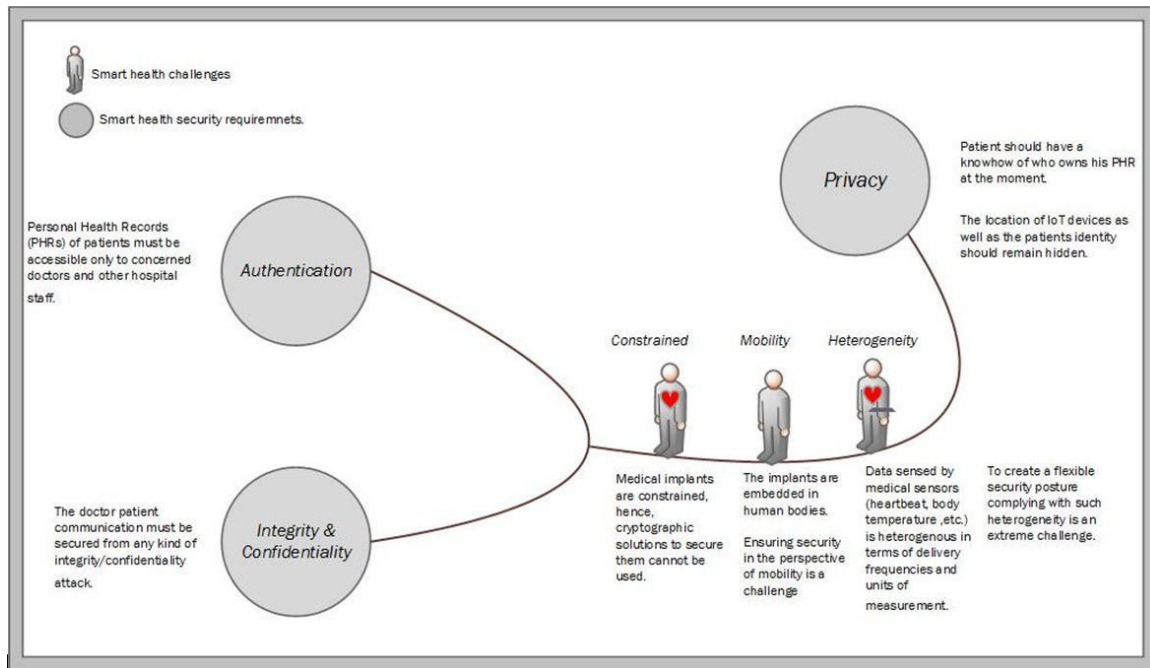 Smart health challenges
Smart health security requiremnets.
Privacy
Patient should have a
knowhow of who owns his PHR
at the moment.
The location of IoT devices as
well as the patients identity
should remain hidden.
Personal Health Records
(PHRs) of patients must be
accessible only to concerned
doctors and other hospital
staff.
Authentication
Constrained
Mobility
Heterogeneity
Medical implants
are constrained,
hence,
cryptographic
solutions to secure
them cannot be
used.
The implants are
embedded in
human bodies.
Ensuring security
in the perspective
of mobility is a
challenge
Data sensed by
medical sensors
(heartbeat, body
temperature ,etc.)
is heterogenous in
terms of delivery
frequencies and
units of
measurement.
To create a flexible
security posture
complying with such
heterogeneity is an
extreme challenge.
The doctor patient
communication must be
secured from any kind of
integrity/confidentiality
attack.
Integrity &
Confidentiality